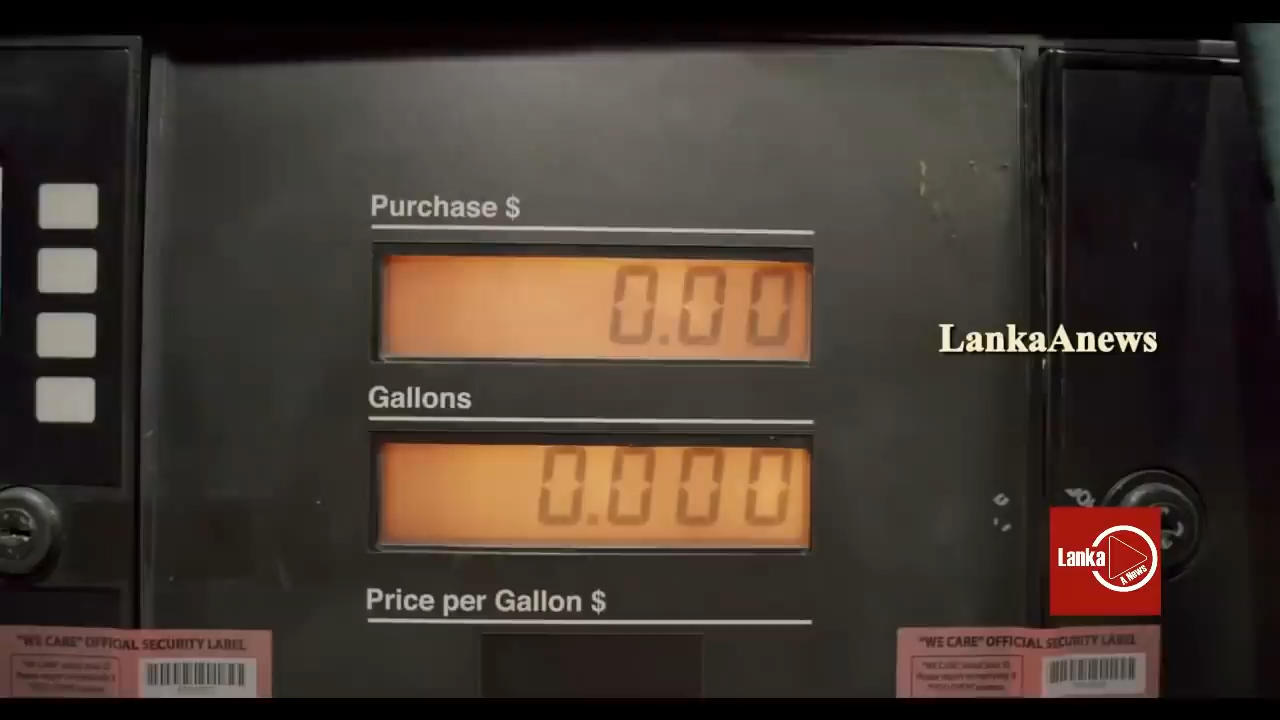 Purchase $
0.00
LankaAnews
Gallons
0.000
Lanka
A News
Price per Gallon $
"WE CARE" OFFICIAL SECURITY LABEL
"WE CARE" OFFICIAL SECURITY LABEL